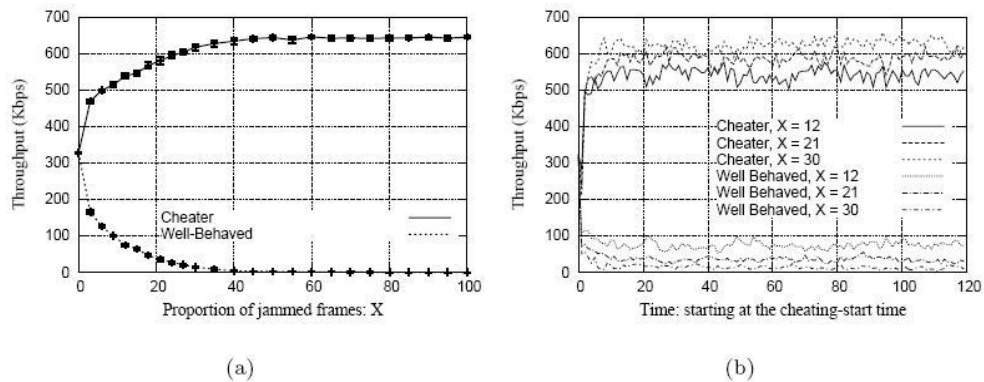 700
600
500
400
300
200
100
0
Throughput (Kbps)
Cheater
Well-Behaved
0 20 40 60 80 100
Proportion of jammed frames: X
(a)
700
600
500
400
300
200
100
0
Throughput (Kbps)
Cheater, X = 12
Cheater, X = 21
Cheater, X = 30
Well Behaved, X = 12
Well Behaved, X = 21
Well Behaved, X = 30
0 20 40 60 80 100 120
Time: starting at the cheating-start time
(b)